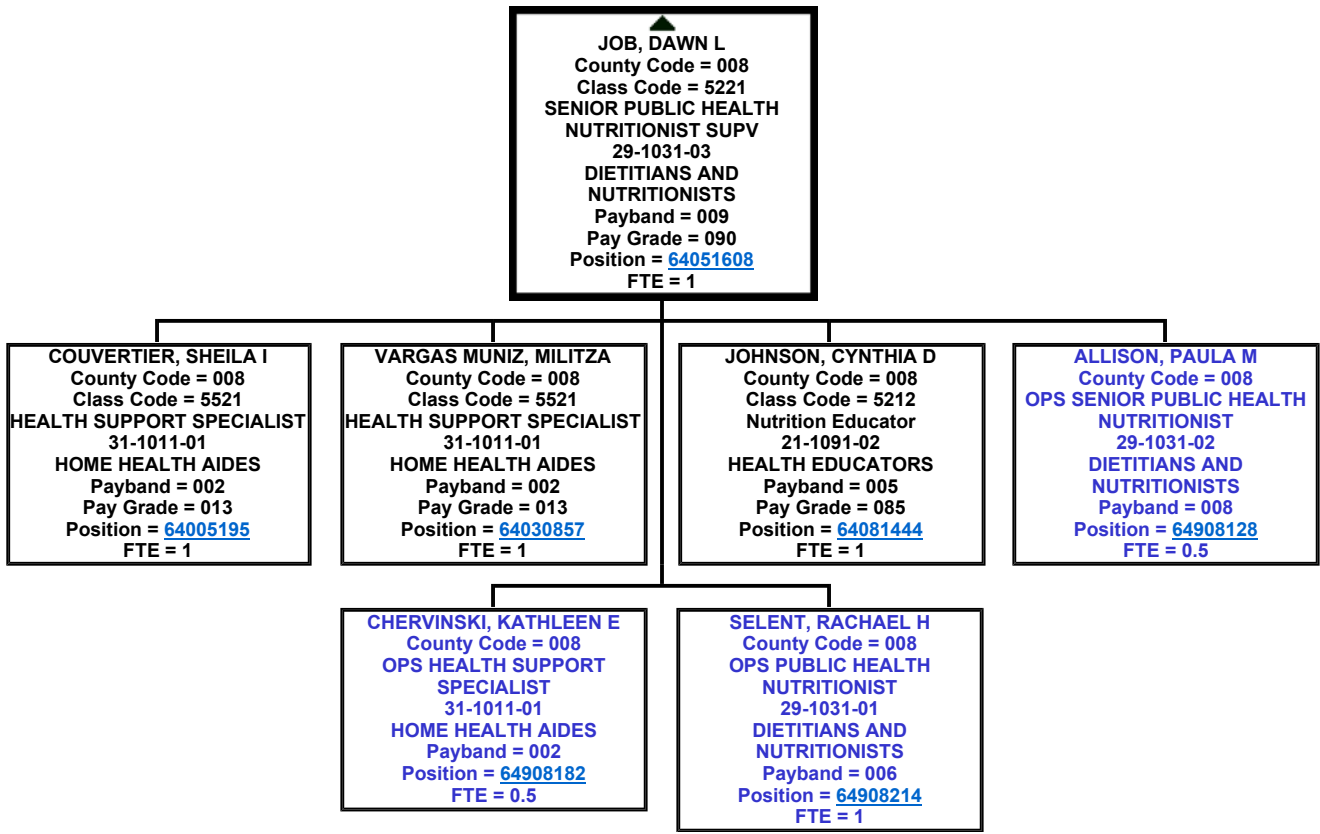 JOB, DAWN L
County Code = 008
Class Code = 5221
SENIOR PUBLIC HEALTH
NUTRITIONIST SUPV
29-1031-03
DIETITIANS AND
NUTRITIONISTS
Payband = 009
Pay Grade = 090
Position = 64051608
FTE = 1
COUVERTIER, SHEILA I
County Code = 008
Class Code = 5521
HEALTH SUPPORT SPECIALIST
31-1011-01
HOME HEALTH AIDES
Payband = 002
Pay Grade = 013
Position = 64005195
FTE = 1
VARGAS MUNIZ, MILITZA
County Code = 008
Class Code = 5521
HEALTH SUPPORT SPECIALIST
31-1011-01
HOME HEALTH AIDES
Payband = 002
Pay Grade = 013
Position = 64030857
FTE = 1
JOHNSON, CYNTHIA D
County Code = 008
Class Code = 5212
Nutrition Educator
21-1091-02
HEALTH EDUCATORS
Payband = 005
Pay Grade = 085
Position = 64081444
FTE = 1
ALLISON, PAULA M
County Code = 008
OPS SENIOR PUBLIC HEALTH
NUTRITIONIST
29-1031-02
DIETITIANS AND
NUTRITIONISTS
Payband = 008
Position = 64908128
FTE = 0.5
CHERVINSKI, KATHLEEN E
County Code = 008
OPS HEALTH SUPPORT
SPECIALIST
31-1011-01
HOME HEALTH AIDES
Payband = 002
Position = 64908182
FTE = 0.5
SELENT, RACHAEL H
County Code = 008
OPS PUBLIC HEALTH
NUTRITIONIST
29-1031-01
DIETITIANS AND
NUTRITIONISTS
Payband = 006
Position = 64908214
FTE = 1